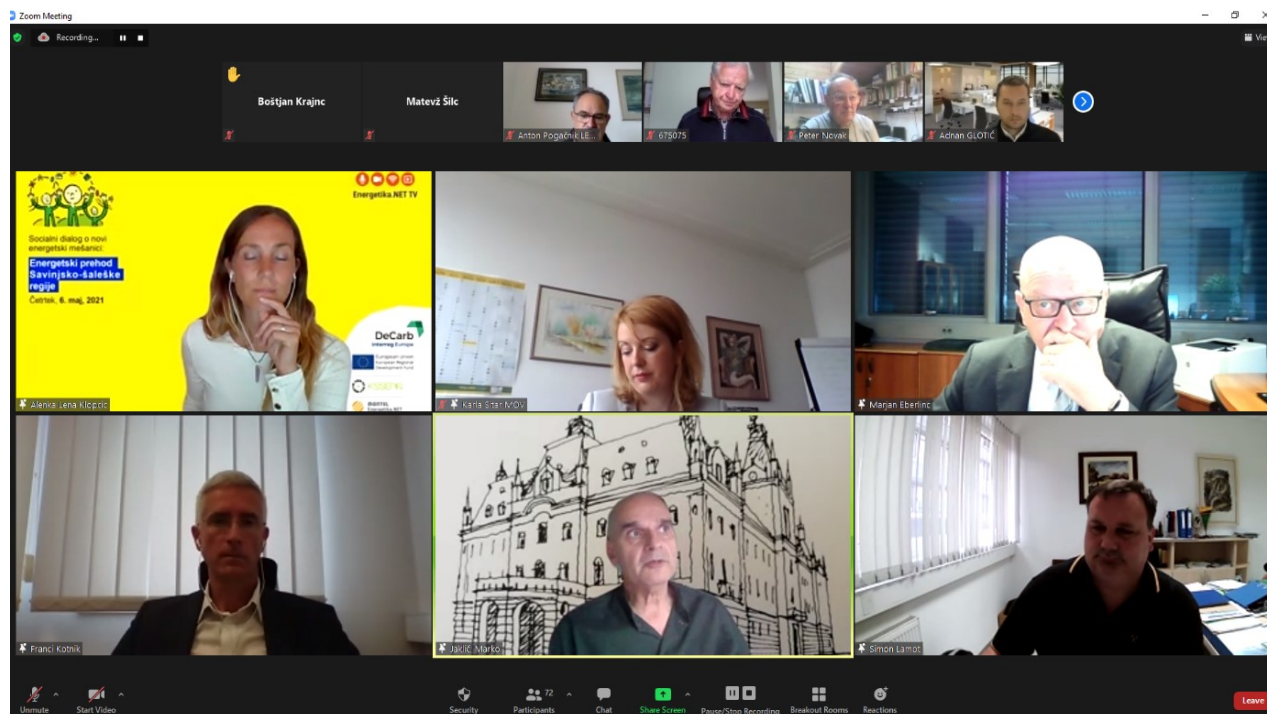 Zoom Meeting
Recording...
Vie
Boštjan Krajnc
Matevž Šilc
Anton Pogačnik LE...
675075
Peter Novak
Adnan GLOTIĆ
Energetika.NET TV
Socialni dialog o novi
energetski mešanici:
Energetski prehod
Savinjsko-šaleške
regije
Četrtek, 6. maj, 2021
DeCarb
Interreg Europe
European Union
European Regional
Development Fund
Energetika.NET
Alenka Lena Klopčič
Karla Sitar MOV
Marjan Eberlinc
Franci Kotnik
Jaklič Marko
Simon Lamot
Unmute
Start Video
Security
Participants
72
Chat
Share Screen
Pause/Stop Recording
Breakout Rooms
Reactions
Leave